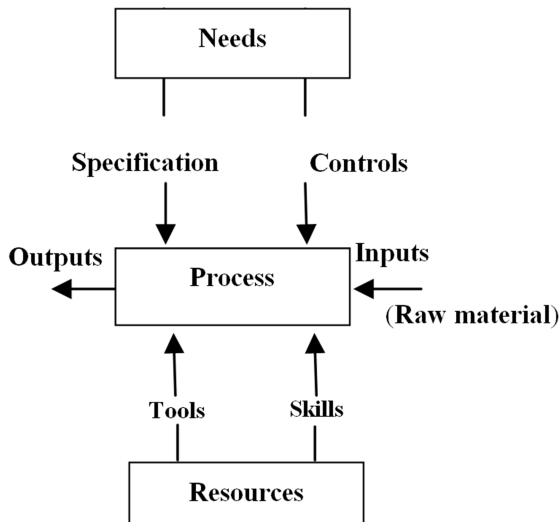 Needs
Specification
Controls
Outputs
Process
Inputs
(Raw material)
Tools
Skills
Resources